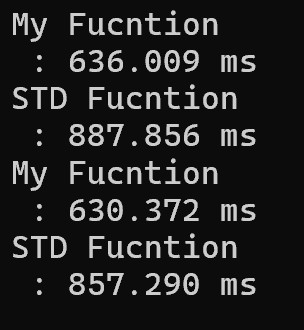 My Fucntion
 : 636.009 ms
STD Fucntion
 : 887.856 ms
My Fucntion
 : 630.372 ms
STD Fucntion
 : 857.290 ms